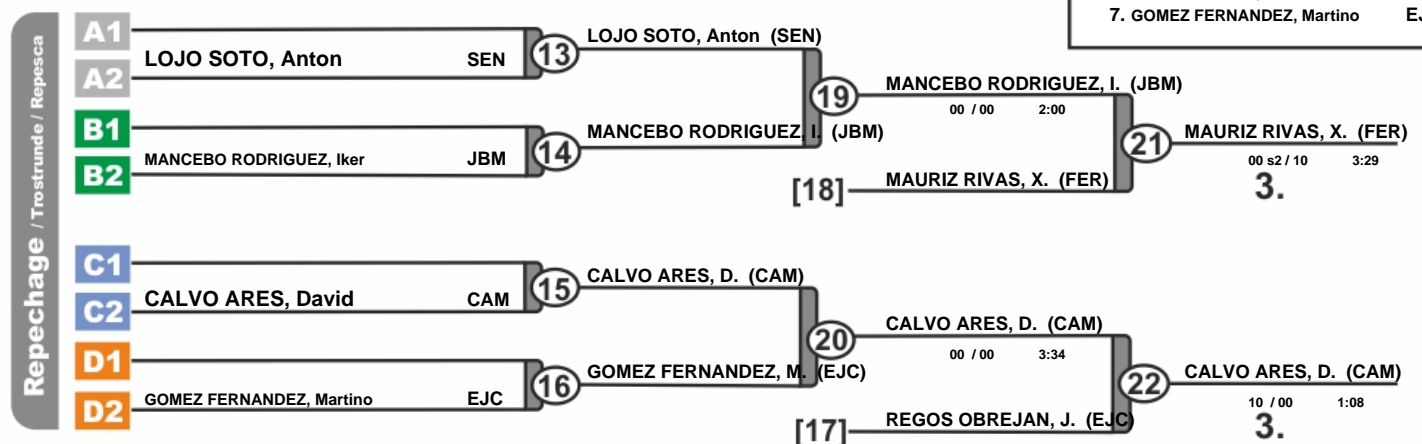 7. GOMEZ FERNANDEZ, Martino EJ
Repechage / Trostrunde / Repesca
A1
LOJO SOTO, Anton SEN
A2
13
LOJO SOTO, Anton (SEN)
B1
MANCEBO RODRIGUEZ, Iker JBM
B2
14
MANCEBO RODRIGUEZ, I. (JBM)
19
MANCEBO RODRIGUEZ, I. (JBM)
00 / 00 2:00
[18]
MAURIZ RIVAS, X. (FER)
21
MAURIZ RIVAS, X. (FER)
00 s2 / 10 3:29
3.
C1
CALVO ARES, David CAM
C2
15
CALVO ARES, D. (CAM)
D1
GOMEZ FERNANDEZ, Martino EJC
D2
16
GOMEZ FERNANDEZ, M. (EJC)
20
CALVO ARES, D. (CAM)
00 / 00 3:34
[17]
REGOS OBREJAN, J. (EJC)
22
CALVO ARES, D. (CAM)
10 / 00 1:08
3.